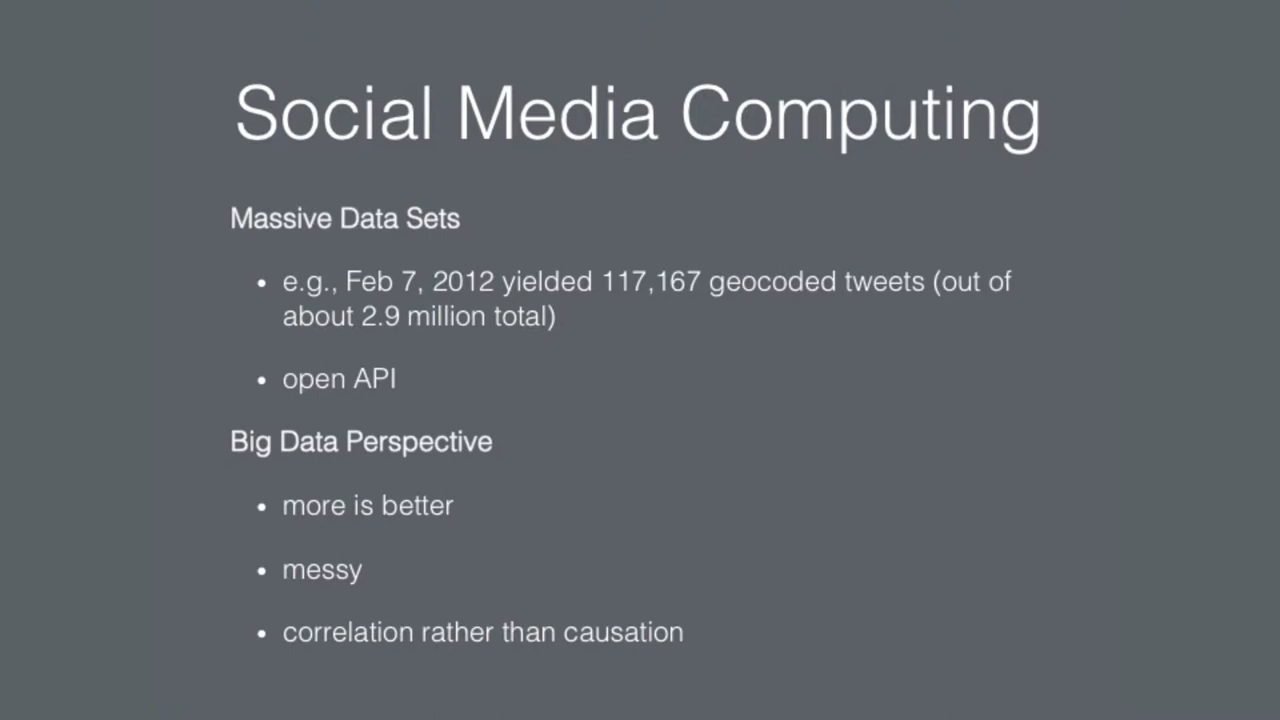 Social Media Computing
Massive Data Sets
• e.g., Feb 7, 2012 yielded 117,167 geocoded tweets (out of
about 2.9 million total)
• open API
Big Data Perspective
• more is better
• messy
• correlation rather than causation